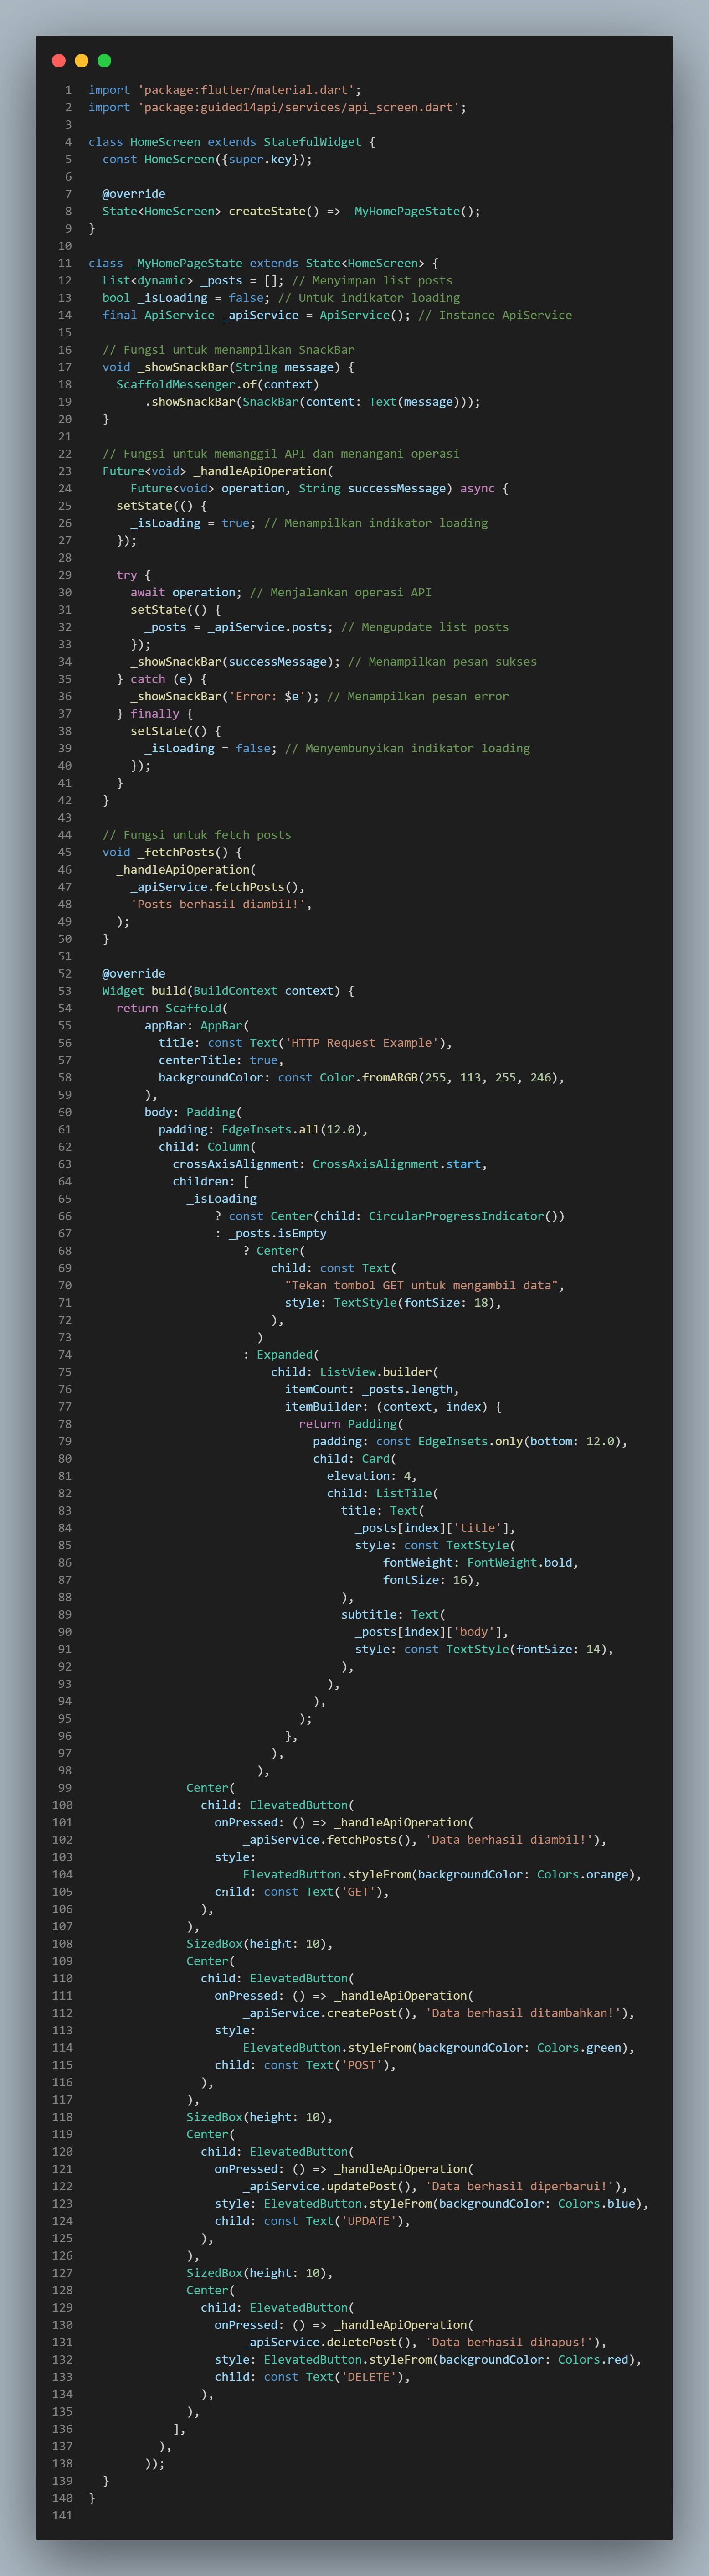 1 import 'package:flutter/material.dart';
2 import 'package:guided14api/services/api_screen.dart';
3
4 class HomeScreen extends StatefulWidget {
5   const HomeScreen({super.key});
6
7   @override
8   State<HomeScreen> createState() => _MyHomePageState();
9 }
10
11 class _MyHomePageState extends State<HomeScreen> {
12   List<dynamic> _posts = []; // Menyimpan list posts
13   bool _isLoading = false; // Untuk indikator loading
14   final ApiService _apiService = ApiService(); // Instance ApiService
15
16   // Fungsi untuk menampilkan SnackBar
17   void _showSnackBar(String message) {
18     ScaffoldMessenger.of(context)
19         .showSnackBar(SnackBar(content: Text(message)));
20   }
21
22   // Fungsi untuk memanggil API dan menangani operasi
23   Future<void> _handleApiOperation(
24       Future<void> operation, String successMessage) async {
25     setState(() {
26       _isLoading = true; // Menampilkan indikator loading
27     });
28
29     try {
30       await operation; // Menjalankan operasi API
31       setState(() {
32         _posts = _apiService.posts; // Mengupdate list posts
33       });
34       _showSnackBar(successMessage); // Menampilkan pesan sukses
35     } catch (e) {
36       _showSnackBar('Error: $e'); // Menampilkan pesan error
37     } finally {
38       setState(() {
39         _isLoading = false; // Menyembunyikan indikator loading
40       });
41     }
42   }
43
44   // Fungsi untuk fetch posts
45   void _fetchPosts() {
46     _handleApiOperation(
47       _apiService.fetchPosts(),
48       'Posts berhasil diambil!',
49     );
50   }
51
52   @override
53   Widget build(BuildContext context) {
54     return Scaffold(
55         appBar: AppBar(
56           title: const Text('HTTP Request Example'),
57           centerTitle: true,
58           backgroundColor: const Color.fromARGB(255, 113, 255, 246),
59         ),
60         body: Padding(
61           padding: EdgeInsets.all(12.0),
62           child: Column(
63             crossAxisAlignment: CrossAxisAlignment.start,
64             children: [
65               _isLoading
66                   ? const Center(child: CircularProgressIndicator())
67                   : _posts.isEmpty
68                       ? Center(
69                           child: const Text(
70                             "Tekan tombol GET untuk mengambil data",
71                             style: TextStyle(fontSize: 18),
72                           ),
73                         )
74                       : Expanded(
75                           child: ListView.builder(
76                             itemCount: _posts.length,
77                             itemBuilder: (context, index) {
78                               return Padding(
79                                 padding: const EdgeInsets.only(bottom: 12.0),
80                                 child: Card(
81                                   elevation: 4,
82                                   child: ListTile(
83                                     title: Text(
84                                       _posts[index]['title'],
85                                       style: const TextStyle(
86                                           fontWeight: FontWeight.bold,
87                                           fontSize: 16),
88                                     ),
89                                     subtitle: Text(
90                                       _posts[index]['body'],
91                                       style: const TextStyle(fontSize: 14),
92                                     ),
93                                   ),
94                                 ),
95                               );
96                             },
97                           ),
98                         ),
99               Center(
100                 child: ElevatedButton(
101                   onPressed: () => _handleApiOperation(
102                       _apiService.fetchPosts(), 'Data berhasil diambil!'),
103                   style:
104                       ElevatedButton.styleFrom(backgroundColor: Colors.orange),
105                   child: const Text('GET'),
106                 ),
107               ),
108               SizedBox(height: 10),
109               Center(
110                 child: ElevatedButton(
111                   onPressed: () => _handleApiOperation(
112                       _apiService.createPost(), 'Data berhasil ditambahkan!'),
113                   style:
114                       ElevatedButton.styleFrom(backgroundColor: Colors.green),
115                   child: const Text('POST'),
116                 ),
117               ),
118               SizedBox(height: 10),
119               Center(
120                 child: ElevatedButton(
121                   onPressed: () => _handleApiOperation(
122                       _apiService.updatePost(), 'Data berhasil diperbarui!'),
123                   style: ElevatedButton.styleFrom(backgroundColor: Colors.blue),
124                   child: const Text('UPDATE'),
125                 ),
126               ),
127               SizedBox(height: 10),
128               Center(
129                 child: ElevatedButton(
130                   onPressed: () => _handleApiOperation(
131                       _apiService.deletePost(), 'Data berhasil dihapus!'),
132                   style: ElevatedButton.styleFrom(backgroundColor: Colors.red),
133                   child: const Text('DELETE'),
134                 ),
135               ),
136             ],
137           ),
138         ));
139   }
140 }
141